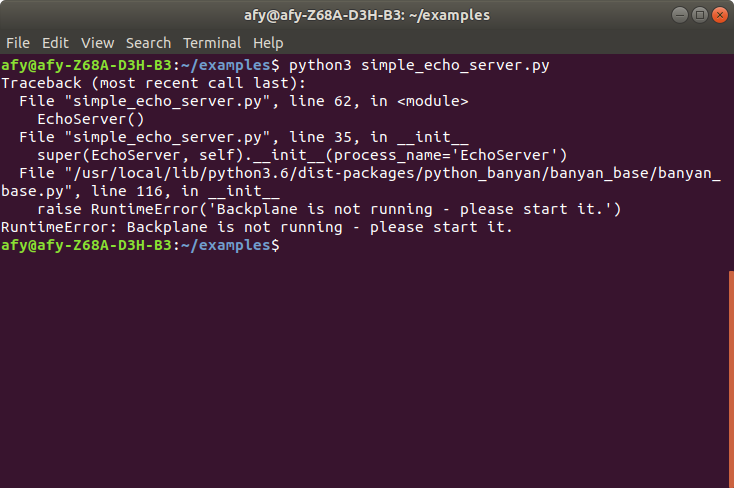 afy@afy-Z68A-D3H-B3: ~/examples
File Edit View Search Terminal Help
afy@afy-Z68A-D3H-B3:~/examples$ python3 simple_echo_server.py
Traceback (most recent call last):
  File "simple_echo_server.py", line 62, in <module>
    EchoServer()
  File "simple_echo_server.py", line 35, in __init__
    super(EchoServer, self).__init__(process_name='EchoServer')
  File "/usr/local/lib/python3.6/dist-packages/python_banyan/banyan_base/banyan_
base.py", line 116, in __init__
    raise RuntimeError('Backplane is not running - please start it.')
RuntimeError: Backplane is not running - please start it.
afy@afy-Z68A-D3H-B3:~/examples$